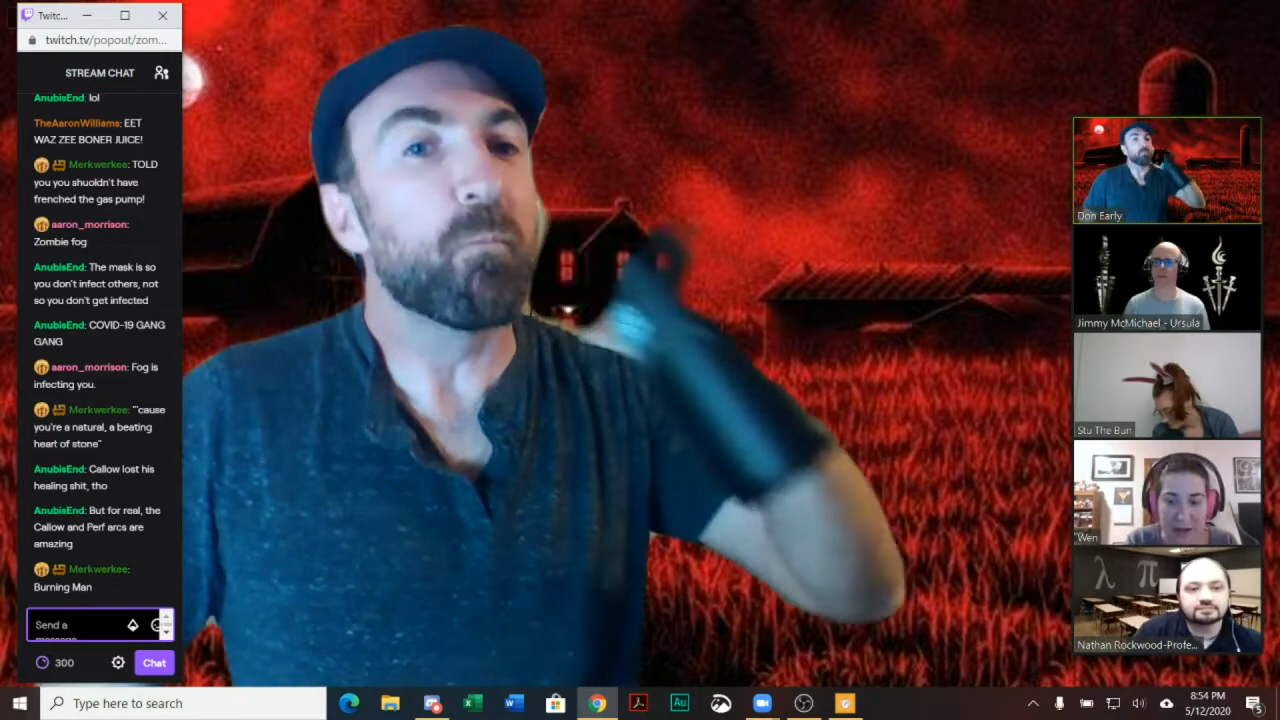 Twitc...
twitch.tv/popout/zom...
STREAM CHAT
AnubisEnd: lol
TheAaronWilliams: EET
WAZ ZEE BONER JUICE!
Merkwerkee: TOLD
you you shuoldn't have
frenched the gas pump!
aaron_morrison:
Zombie fog
AnubisEnd: The mask is so
you don't infect others, not
so you don't get infected
AnubisEnd: COVID-19 GANG
GANG
aaron_morrison: Fog is
infecting you.
Merkwerkee: "'cause
you're a natural, a beating
heart of stone"
AnubisEnd: Callow lost his
healing shit, tho
AnubisEnd: But for real, the
Callow and Perf arcs are
amazing
Merkwerkee:
Burning Man
Send a
message
300
Chat
Don Early
Jimmy McMichael - Ursula
Stu The Bun
Wen
λ π
Nathan Rockwood-Profe...
Type here to search
Au
8:54 PM
5/12/2020
5